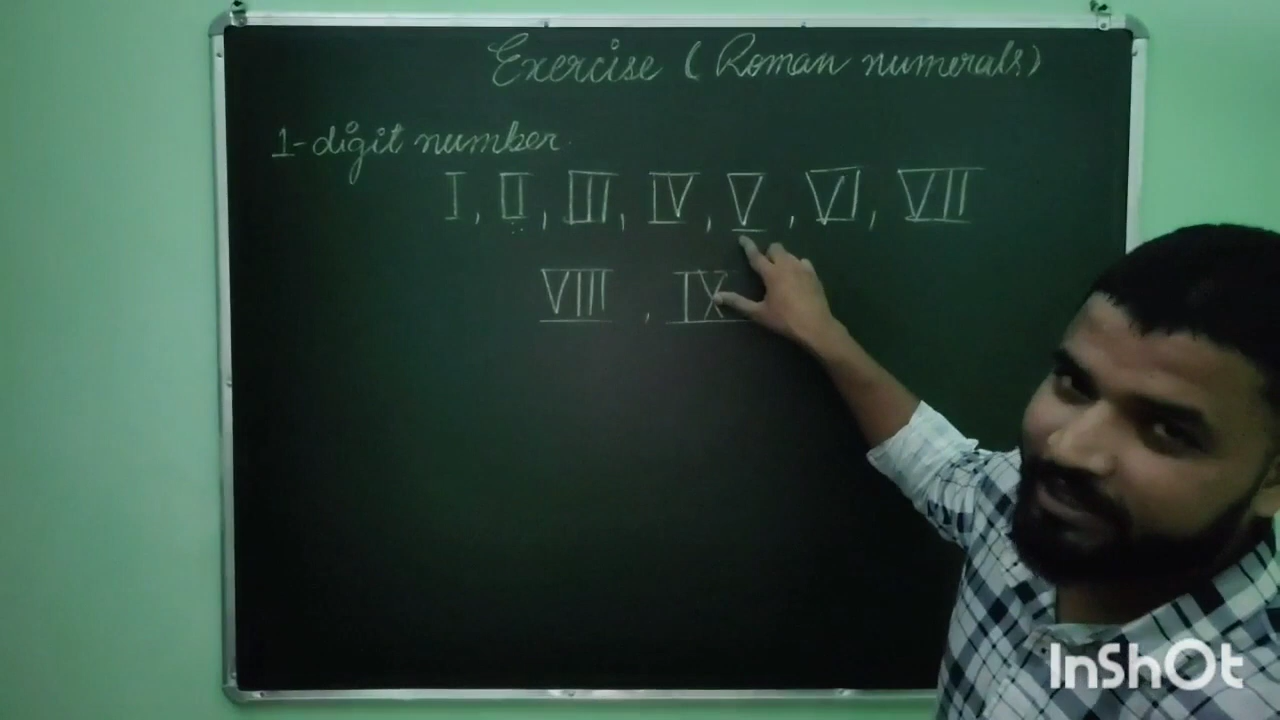 Exercise (Roman numerals)
1-digit number.
I, II, III, IV, V, VI, VII
VIII, IX
InShOt